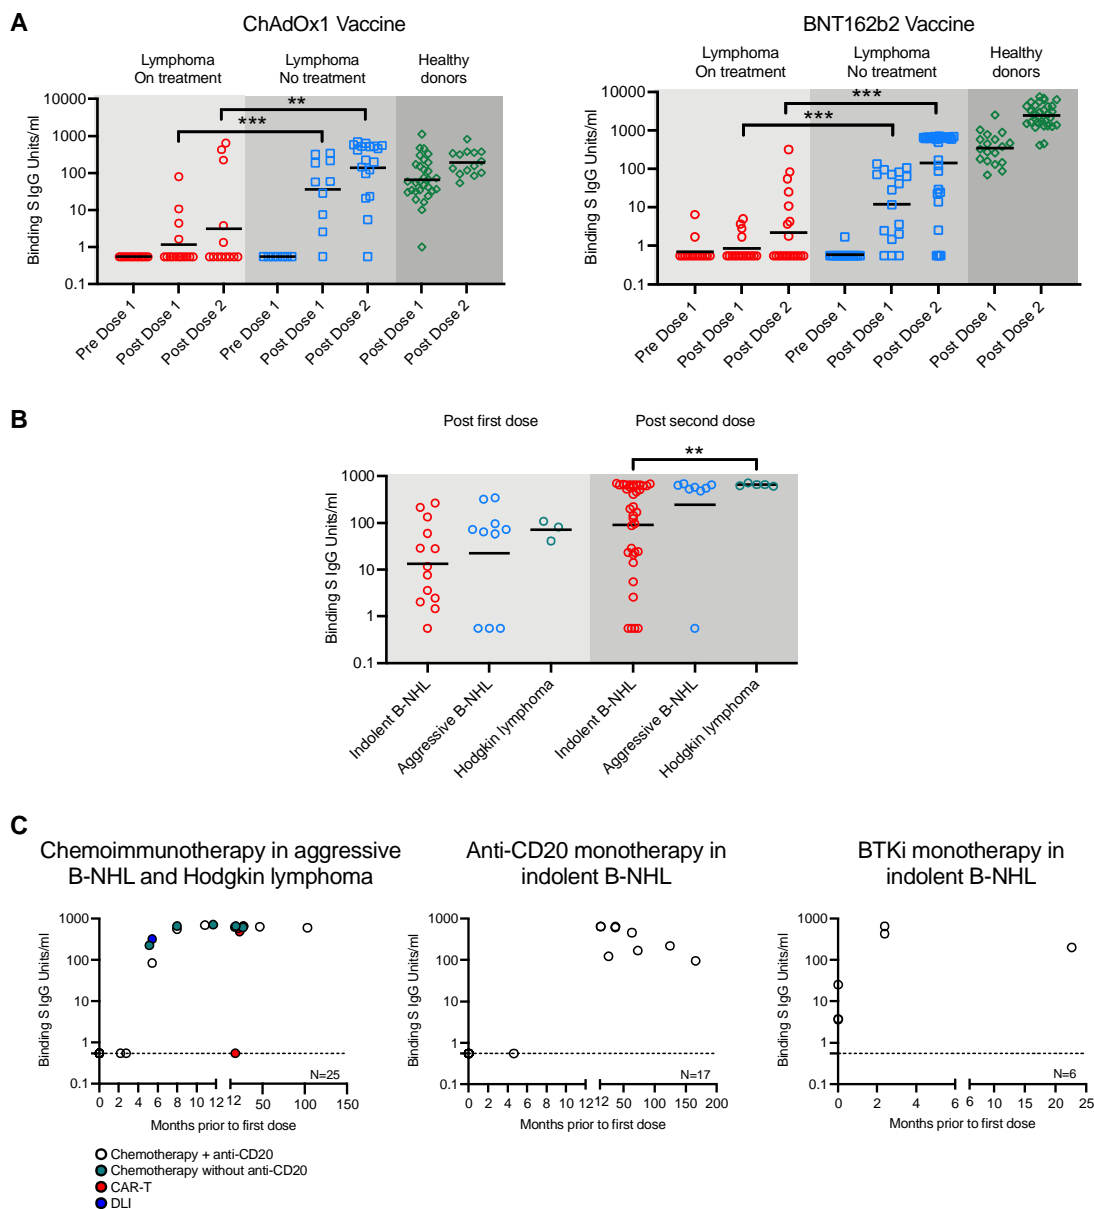 A
ChAdOx1 Vaccine
Lymphoma
On treatment
Lymphoma
No treatment
Healthy
donors
Binding S IgG Units/ml
10000
1000
100
10
1
0.1
**
***
Pre Dose 1
Post Dose 1
Post Dose 2
Pre Dose 1
Post Dose 1
Post Dose 2
Post Dose 1
Post Dose 2
BNT162b2 Vaccine
Lymphoma
On treatment
Lymphoma
No treatment
Healthy
donors
Binding S IgG Units/ml
10000
1000
100
10
1
0.1
***
***
Pre Dose 1
Post Dose 1
Post Dose 2
Pre Dose 1
Post Dose 1
Post Dose 2
Post Dose 1
Post Dose 2
B
Post first dose
Post second dose
**
Binding S IgG Units/ml
1000
100
10
1
0.1
Indolent B-NHL
Aggressive B-NHL
Hodgkin lymphoma
Indolent B-NHL
Aggressive B-NHL
Hodgkin lymphoma
C
Chemoimmunotherapy in aggressive
B-NHL and Hodgkin lymphoma
Binding S IgG Units/ml
1000
100
10
1
0.1
N=25
0 2 4 6 8 10 12 12 50 100 150
Months prior to first dose
Chemotherapy + anti-CD20
Chemotherapy without anti-CD20
CAR-T
DLI
Anti-CD20 monotherapy in
indolent B-NHL
Binding S IgG Units/ml
1000
100
10
1
0.1
N=17
0 2 4 6 8 10 12 12 50 100 150 200
Months prior to first dose
BTKi monotherapy in
indolent B-NHL
Binding S IgG Units/ml
1000
100
10
1
0.1
N=6
0 2 4 6 6 10 15 20 25
Months prior to first dose